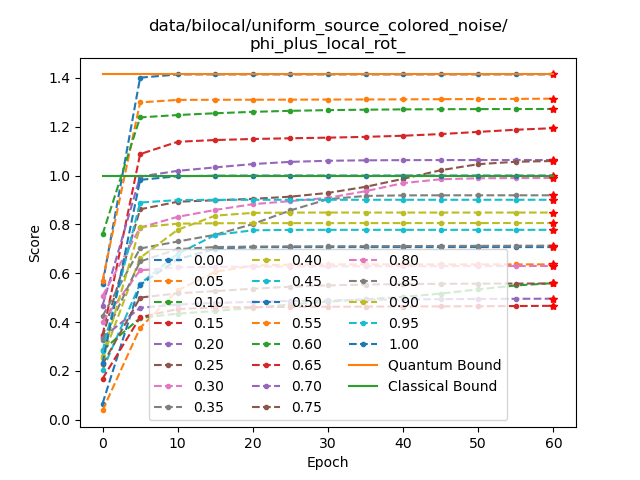 data/bilocal/uniform_source_colored_noise/
phi_plus_local_rot_
Score
1.4
1.2
1.0
0.8
0.6
0.4
0.2
0.0
0.00 0.40 0.80
0.05 0.45 0.85
0.10 0.50 0.90
0.15 0.55 0.95
0.20 0.60 1.00
0.25 0.65 Quantum Bound
0.30 0.70 Classical Bound
0.35 0.75
0 10 20 30 40 50 60
Epoch